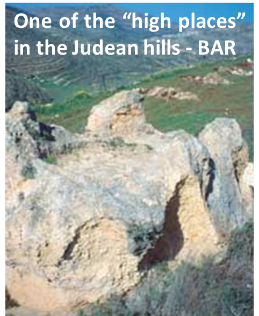 One of the “high places”
in the Judean hills - BAR